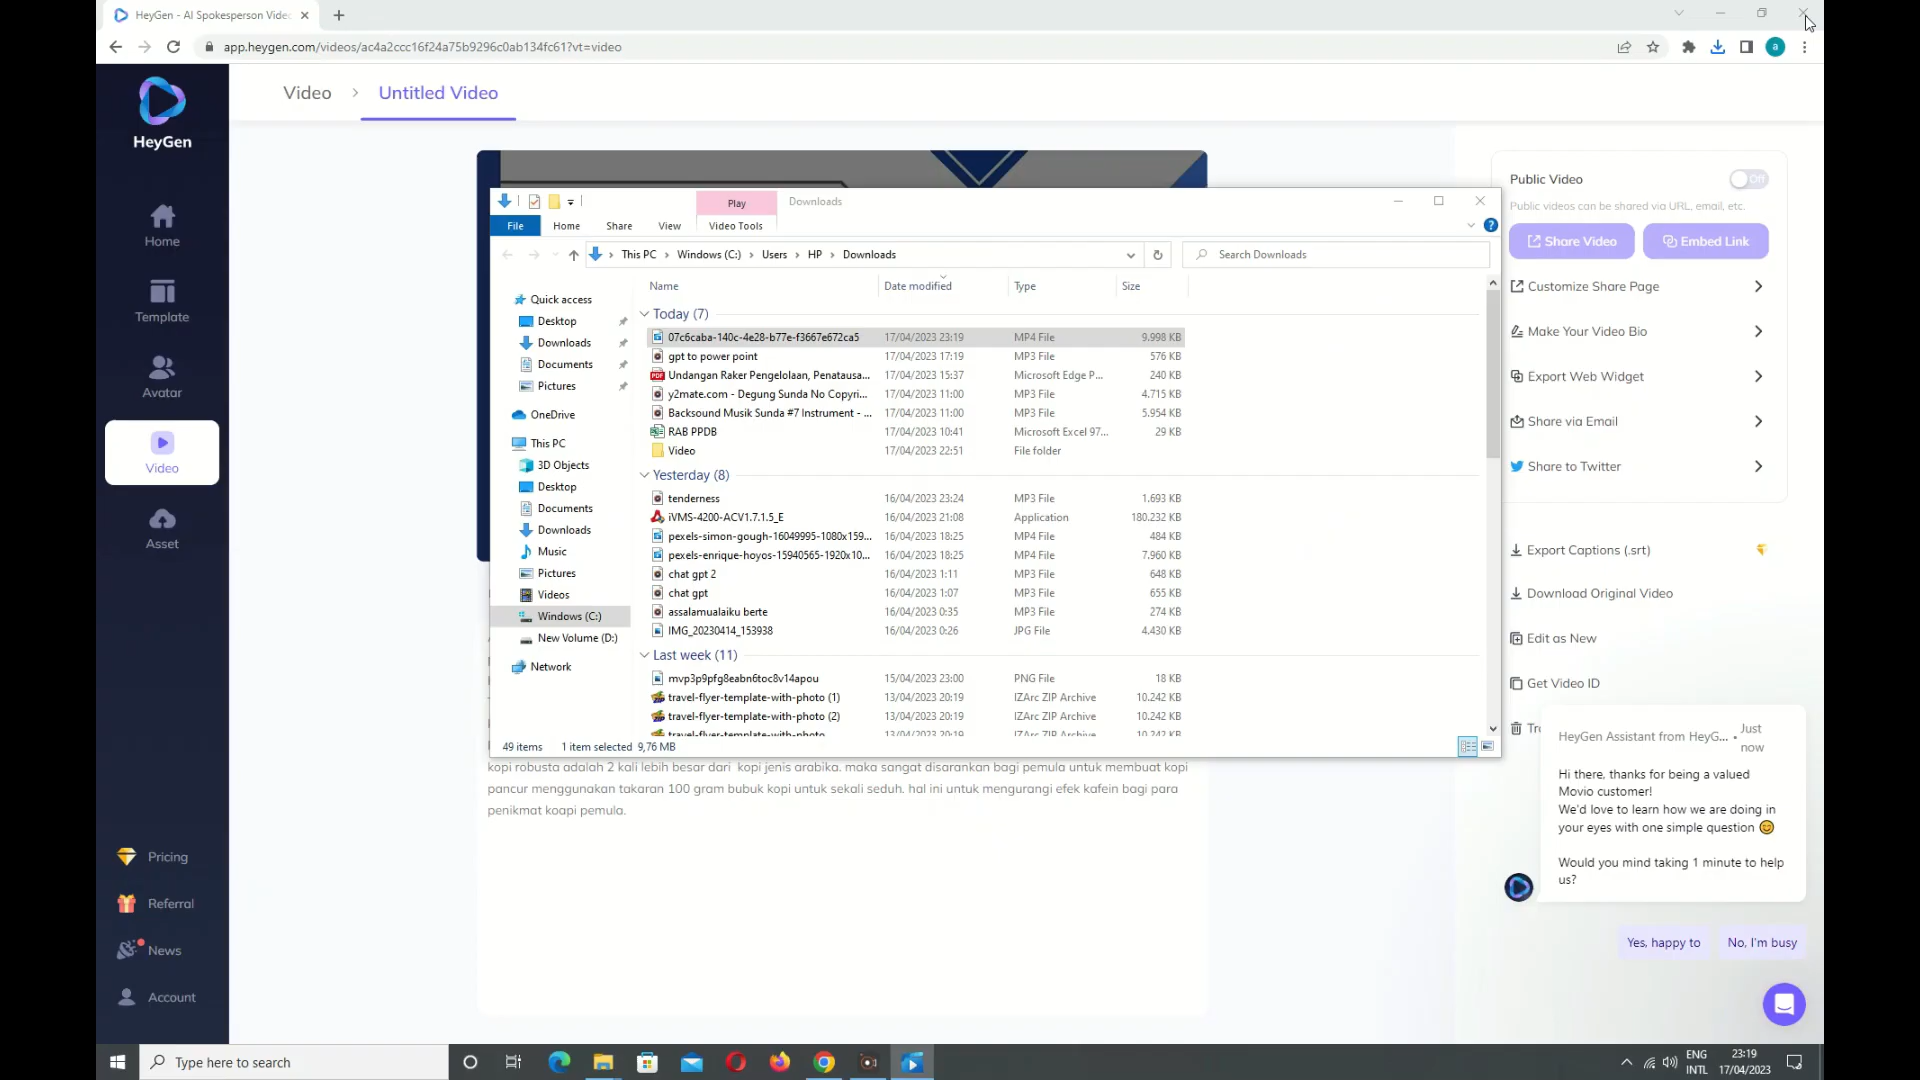 HeyGen - AI Spokesperson Video
app.heygen.com/videos/ac4a2ccc16f24a75b9296c0ab134fc61?vt=video
a
HeyGen
Home
Template
Avatar
Video
Asset
Pricing
Referral
News
Account
Video > Untitled Video
Play
Downloads
File Home Share View Video Tools
This PC > Windows (C:) > Users > HP > Downloads
Search Downloads
Name Date modified Type Size
Quick access
Desktop
Downloads
Documents
Pictures
OneDrive
This PC
3D Objects
Desktop
Documents
Downloads
Music
Pictures
Videos
Windows (C:)
New Volume (D:)
Network
Today (7)
07c6caba-140c-4e28-b77e-f3667e672ca5 17/04/2023 23:19 MP4 File 9.998 KB
gpt to power point 17/04/2023 17:19 MP3 File 576 KB
Undangan Raker Pengelolaan, Penatausa... 17/04/2023 15:37 Microsoft Edge P... 240 KB
y2mate.com - Degung Sunda No Copyri... 17/04/2023 11:00 MP3 File 4.715 KB
Backsound Musik Sunda #7 Instrument - ... 17/04/2023 11:00 MP3 File 5.954 KB
RAB PPDB 17/04/2023 10:41 Microsoft Excel 97... 29 KB
Video 17/04/2023 22:51 File folder
Yesterday (8)
tenderness 16/04/2023 23:24 MP3 File 1.693 KB
iVMS-4200-ACV1.7.1.5_E 16/04/2023 21:08 Application 180.232 KB
pexels-simon-gough-16049995-1080x159... 16/04/2023 18:25 MP4 File 484 KB
pexels-enrique-hoyos-15940565-1920x10... 16/04/2023 18:25 MP4 File 7.960 KB
chat gpt 2 16/04/2023 1:11 MP3 File 648 KB
chat gpt 16/04/2023 1:07 MP3 File 655 KB
assalamualaiku berte 16/04/2023 0:35 MP3 File 274 KB
IMG_20230414_153938 16/04/2023 0:26 JPG File 4.430 KB
Last week (11)
mvp3p9pfg8eabn6toc8v14apou 15/04/2023 23:00 PNG File 18 KB
travel-flyer-template-with-photo (1) 13/04/2023 20:19 IZArc ZIP Archive 10.242 KB
travel-flyer-template-with-photo (2) 13/04/2023 20:19 IZArc ZIP Archive 10.242 KB
travel-flyer-template-with-photo 13/04/2023 20:19 IZArc ZIP Archive 10.242 KB
49 items 1 item selected 9,76 MB
kopi robusta adalah 2 kali lebih besar dari kopi jenis arabika. maka sangat disarankan bagi pemula untuk membuat kopi
pancur menggunakan takaran 100 gram bubuk kopi untuk sekali seduh. hal ini untuk mengurangi efek kafein bagi para
penikmat koapi pemula.
Public Video Off
Public videos can be shared via URL, email, etc.
Share Video Embed Link
Customize Share Page
Make Your Video Bio
Export Web Widget
Share via Email
Share to Twitter
Export Captions (.srt)
Download Original Video
Edit as New
Get Video ID
HeyGen Assistant from HeyG... • Just now
Hi there, thanks for being a valued
Movio customer!
We'd love to learn how we are doing in
your eyes with one simple question
Would you mind taking 1 minute to help
us?
Yes, happy to No, I'm busy
Type here to search
ENG
INTL
23:19
17/04/2023